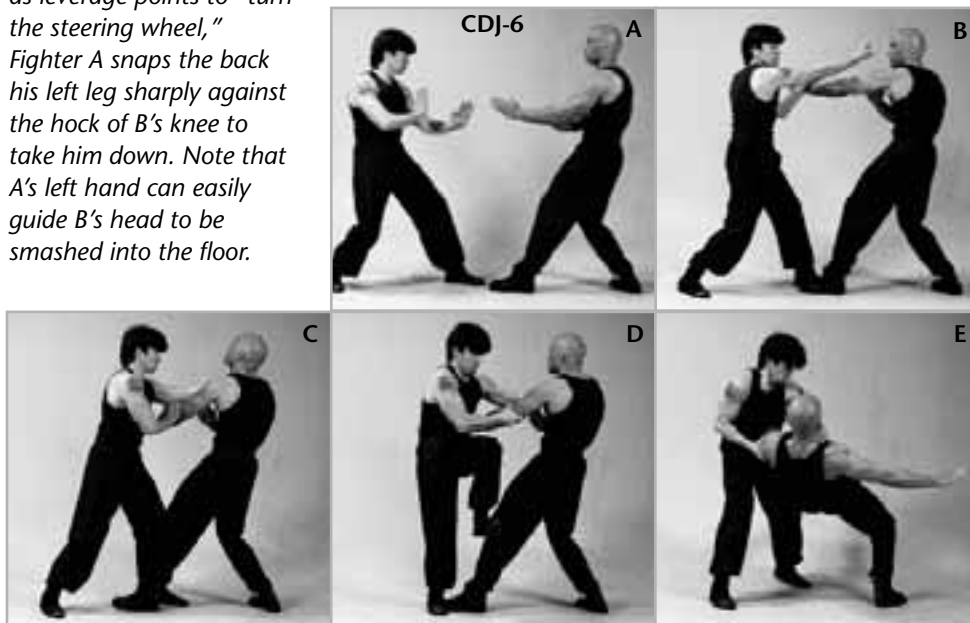 as leverage points to “turn
the steering wheel,”
Fighter A snaps the back
his left leg sharply against
the hock of B’s knee to
take him down. Note that
A’s left hand can easily
guide B’s head to be
smashed into the floor.
CDJ-6
A
B
C
D
E